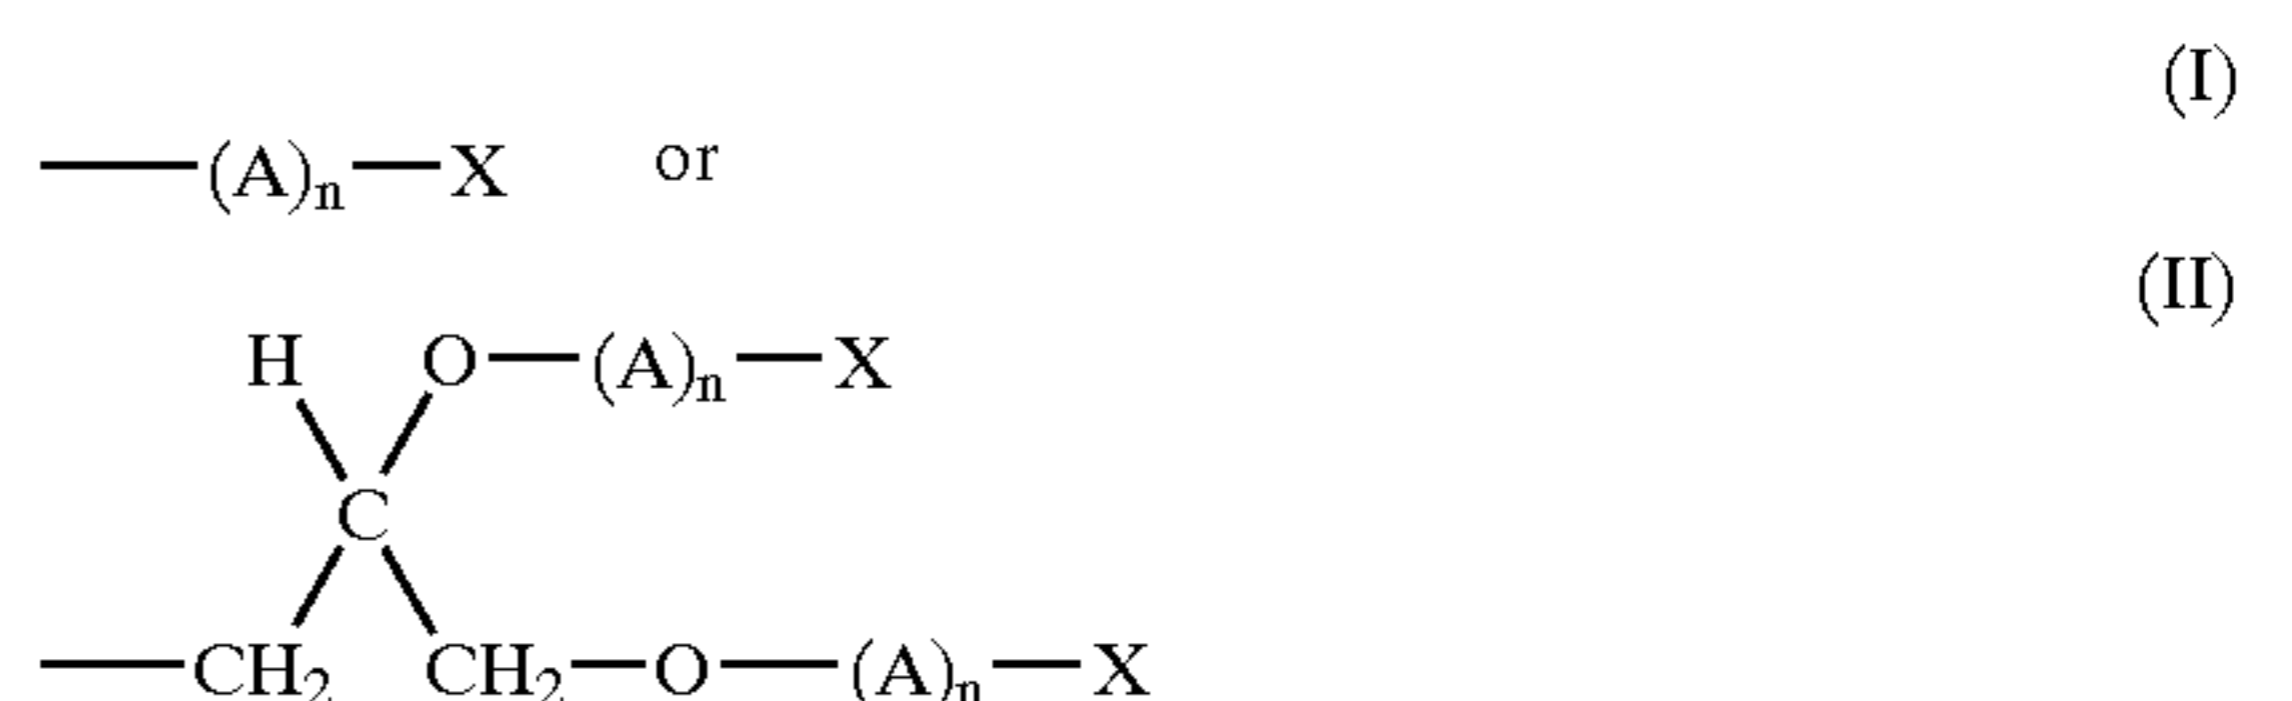 (I)
—(A)n—X or
(II)
H O—(A)n—X
C
—CH2 CH2—O—(A)n—X